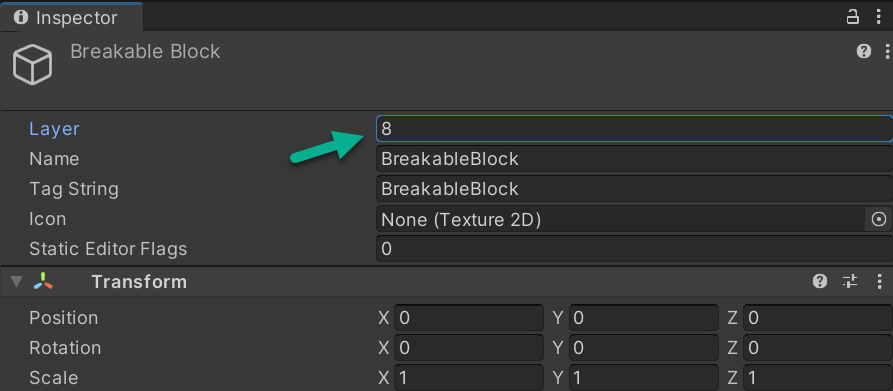 Inspector
Breakable Block
Layer 8
Name BreakableBlock
Tag String BreakableBlock
Icon None (Texture 2D)
Static Editor Flags 0
Transform
Position X 0 Y 0 Z 0
Rotation X 0 Y 0 Z 0
Scale X 1 Y 1 Z 1